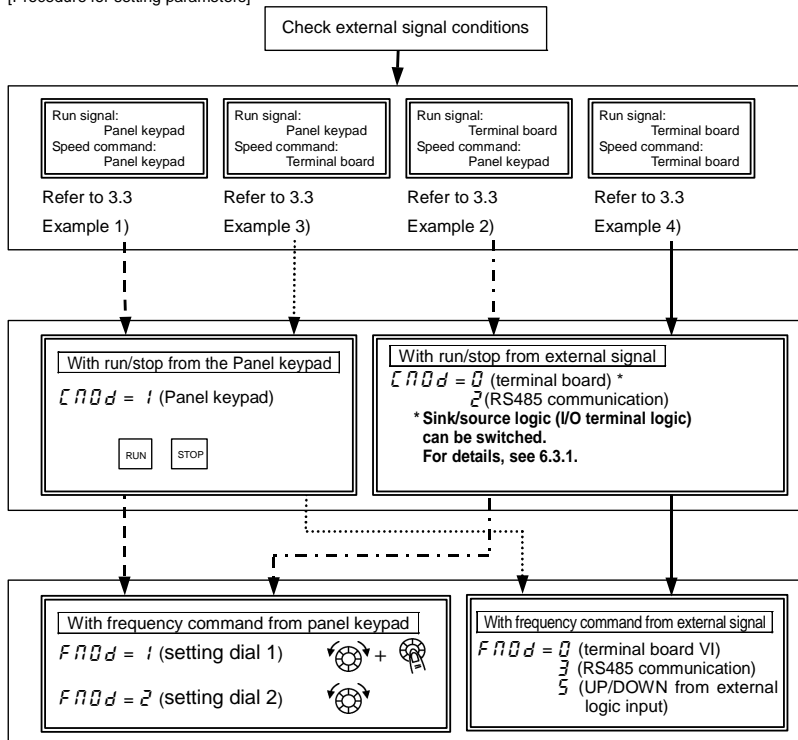 [Procedure for setting parameters]
Check external signal conditions
Run signal:
Panel keypad
Speed command:
Panel keypad
Run signal:
Panel keypad
Speed command:
Terminal board
Run signal:
Terminal board
Speed command:
Panel keypad
Run signal:
Terminal board
Speed command:
Terminal board
Refer to 3.3
Example 1)
Refer to 3.3
Example 3)
Refer to 3.3
Example 2)
Refer to 3.3
Example 4)
With run/stop from the Panel keypad
CMOd = 1 (Panel keypad)
RUN
STOP
With run/stop from external signal
CMOd = 0 (terminal board) *
2 (RS485 communication)
* Sink/source logic (I/O terminal logic)
can be switched.
For details, see 6.3.1.
With frequency command from panel keypad
FMOd = 1 (setting dial 1)
+
FMOd = 2 (setting dial 2)
With frequency command from external signal
FMOd = 0 (terminal board VI)
3 (RS485 communication)
5 (UP/DOWN from external
logic input)